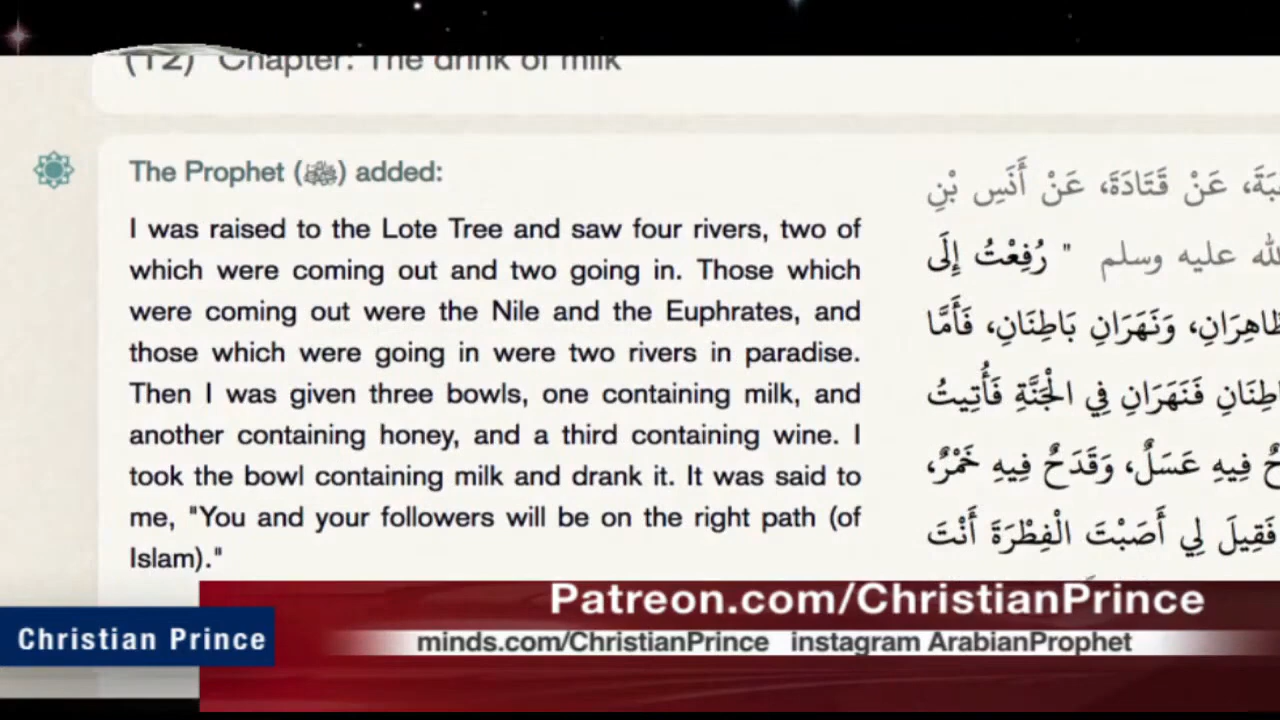 (12) Chapter: The drink of milk
The Prophet (ﷺ) added:
I was raised to the Lote Tree and saw four rivers, two of
which were coming out and two going in. Those which
were coming out were the Nile and the Euphrates, and
those which were going in were two rivers in paradise.
Then I was given three bowls, one containing milk, and
another containing honey, and a third containing wine. I
took the bowl containing milk and drank it. It was said to
me, "You and your followers will be on the right path (of
Islam)."
عَنْ قَتَادَةَ، عَنْ أَنَسِ بْنِ
الله عليه وسلم " رُفِعْتُ إِلَى
وَنَهَرَانِ بَاطِنَانِ، فَأَمَّا
فَنَهَرَانِ فِي الْجَنَّةِ فَأُتِيتُ
فِيهِ عَسَلٌ، وَقَدَحٌ فِيهِ خَمْرٌ،
فَقِيلَ لِي أَصَبْتَ الْفِطْرَةَ أَنْتَ
Patreon.com/ChristianPrince
Christian Prince
minds.com/ChristianPrince instagram ArabianProphet